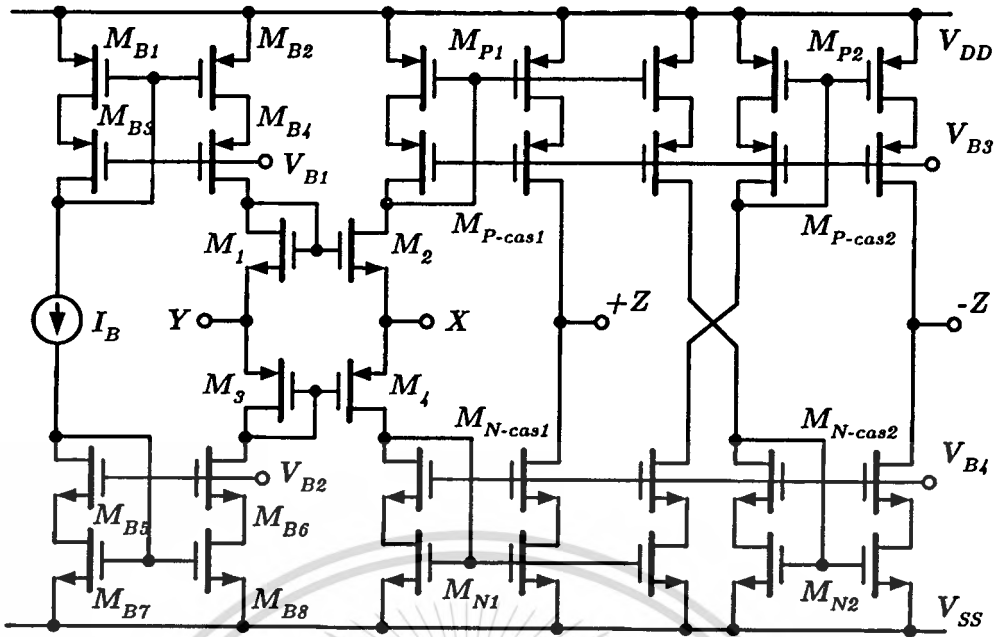 M_B1 M_B2 M_P1 M_P2 V_DD
M_B3 M_B4 V_B1 V_B3
M_1 M_2 M_P-cas1 M_P-cas2
I_B Y X +Z -Z
M_3 M_4 M_N-cas1 M_N-cas2
V_B2 V_B4
M_B5 M_B6
M_B7 M_B8 M_N1 M_N2 V_SS